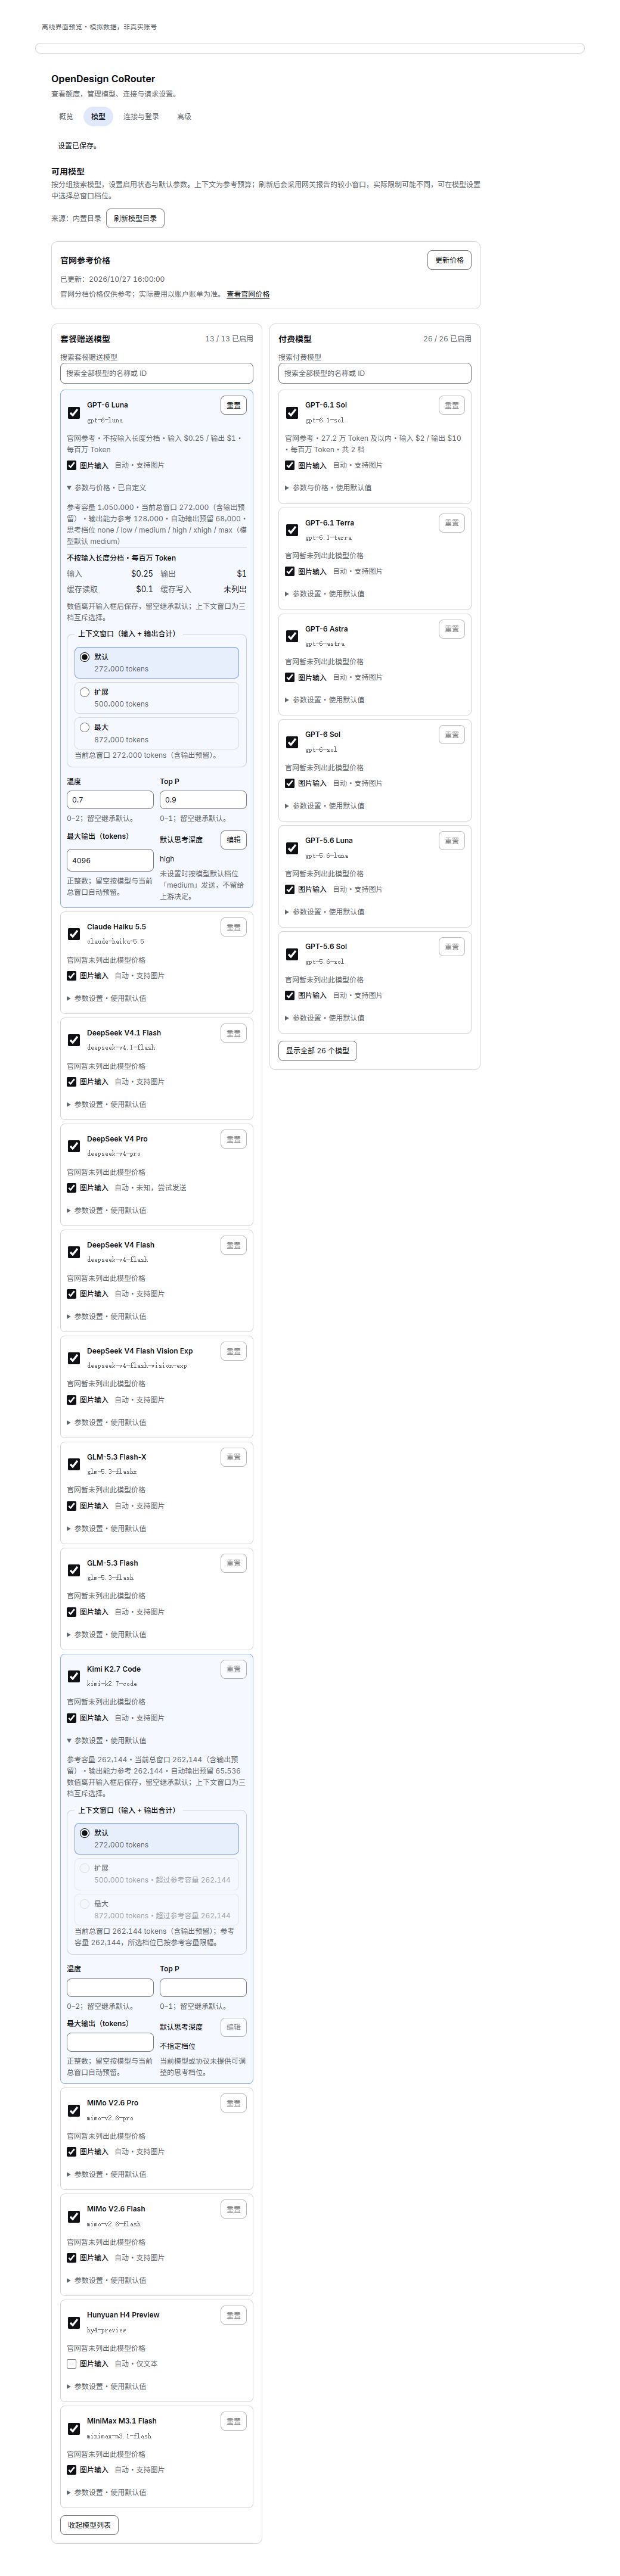 离线界面预览 · 模拟数据，非真实账号
OpenDesign CoRouter
查看额度，管理模型、连接与请求设置。
概览
模型
连接与登录
高级
设置已保存。
可用模型
按分组搜索模型，设置启用状态与默认参数。上下文为参考预算；刷新后会采用网关报告的较小窗口，实际限制可能不同，可在模型设置
中选择总窗口档位。
来源：内置目录
刷新模型目录
官网参考价格
更新价格
已更新：2026/10/27 16:00:00
官网分档价格仅供参考；实际费用以账户账单为准。 查看官网价格
套餐赠送模型
13 / 13 已启用
搜索套餐赠送模型
搜索全部模型的名称或 ID
GPT-6 Luna
重置
gpt-6-luna
官网参考 · 不按输入长度分档 · 输入 $0.25 / 输出 $1 ·
每百万 Token
图片输入 自动 · 支持图片
▼ 参数与价格 · 已自定义
参考容量 1,050,000 · 当前总窗口 272,000（含输出预
留） · 输出能力参考 128,000 · 自动输出预留 68,000 ·
思考档位 none / low / medium / high / xhigh / max（模
型默认 medium）
不按输入长度分档 · 每百万 Token
输入 $0.25 输出 $1
缓存读取 $0.1 缓存写入 未列出
数值离开输入框后保存，留空继承默认；上下文窗口为三
档互斥选择。
上下文窗口（输入 + 输出合计）
默认
272,000 tokens
扩展
500,000 tokens
最大
872,000 tokens
当前总窗口 272,000 tokens（含输出预留）。
温度
Top P
0.7
0.9
0–2；留空继承默认。
0–1；留空继承默认。
最大输出（tokens）
默认思考深度
编辑
4096
high
正整数；留空按模型与当前
总窗口自动预留。
未设置时按模型默认档位
「medium」发送，不留给
上游决定。
Claude Haiku 5.5
重置
claude-haiku-5.5
官网暂未列出此模型价格
图片输入 自动 · 支持图片
▶ 参数设置 · 使用默认值
DeepSeek V4.1 Flash
重置
deepseek-v4.1-flash
官网暂未列出此模型价格
图片输入 自动 · 支持图片
▶ 参数设置 · 使用默认值
DeepSeek V4 Pro
重置
deepseek-v4-pro
官网暂未列出此模型价格
图片输入 自动 · 未知，尝试发送
▶ 参数设置 · 使用默认值
DeepSeek V4 Flash
重置
deepseek-v4-flash
官网暂未列出此模型价格
图片输入 自动 · 支持图片
▶ 参数设置 · 使用默认值
DeepSeek V4 Flash Vision Exp
重置
deepseek-v4-flash-vision-exp
官网暂未列出此模型价格
图片输入 自动 · 支持图片
▶ 参数设置 · 使用默认值
GLM-5.3 Flash-X
重置
glm-5.3-flashx
官网暂未列出此模型价格
图片输入 自动 · 支持图片
▶ 参数设置 · 使用默认值
GLM-5.3 Flash
重置
glm-5.3-flash
官网暂未列出此模型价格
图片输入 自动 · 支持图片
▶ 参数设置 · 使用默认值
Kimi K2.7 Code
重置
kimi-k2.7-code
官网暂未列出此模型价格
图片输入 自动 · 支持图片
▼ 参数设置 · 使用默认值
参考容量 262,144 · 当前总窗口 262,144（含输出预
留） · 输出能力参考 262,144 · 自动输出预留 65,536
数值离开输入框后保存，留空继承默认；上下文窗口为三
档互斥选择。
上下文窗口（输入 + 输出合计）
默认
272,000 tokens
扩展
500,000 tokens · 超过参考容量 262,144
最大
872,000 tokens · 超过参考容量 262,144
当前总窗口 262,144 tokens（含输出预留）；参考
容量 262,144，所选档位已按参考容量限幅。
温度
Top P
0–2；留空继承默认。
0–1；留空继承默认。
最大输出（tokens）
默认思考深度
编辑
不指定档位
正整数；留空按模型与当前
总窗口自动预留。
当前模型或协议未提供可调
整的思考档位。
MiMo V2.6 Pro
重置
mimo-v2.6-pro
官网暂未列出此模型价格
图片输入 自动 · 支持图片
▶ 参数设置 · 使用默认值
MiMo V2.6 Flash
重置
mimo-v2.6-flash
官网暂未列出此模型价格
图片输入 自动 · 支持图片
▶ 参数设置 · 使用默认值
Hunyuan H4 Preview
重置
hy4-preview
官网暂未列出此模型价格
图片输入 自动 · 仅文本
▶ 参数设置 · 使用默认值
MiniMax M3.1 Flash
重置
minimax-m3.1-flash
官网暂未列出此模型价格
图片输入 自动 · 支持图片
▶ 参数设置 · 使用默认值
收起模型列表
付费模型
26 / 26 已启用
搜索付费模型
搜索全部模型的名称或 ID
GPT-6.1 Sol
重置
gpt-6.1-sol
官网参考 · 27.2 万 Token 及以内 · 输入 $2 / 输出 $10
· 每百万 Token · 共 2 档
图片输入 自动 · 支持图片
▶ 参数与价格 · 使用默认值
GPT-6.1 Terra
重置
gpt-6.1-terra
官网暂未列出此模型价格
图片输入 自动 · 支持图片
▶ 参数设置 · 使用默认值
GPT-6 Astra
重置
gpt-6-astra
官网暂未列出此模型价格
图片输入 自动 · 支持图片
▶ 参数设置 · 使用默认值
GPT-6 Sol
重置
gpt-6-sol
官网暂未列出此模型价格
图片输入 自动 · 支持图片
▶ 参数设置 · 使用默认值
GPT-5.6 Luna
重置
gpt-5.6-luna
官网暂未列出此模型价格
图片输入 自动 · 支持图片
▶ 参数设置 · 使用默认值
GPT-5.6 Sol
重置
gpt-5.6-sol
官网暂未列出此模型价格
图片输入 自动 · 支持图片
▶ 参数设置 · 使用默认值
显示全部 26 个模型